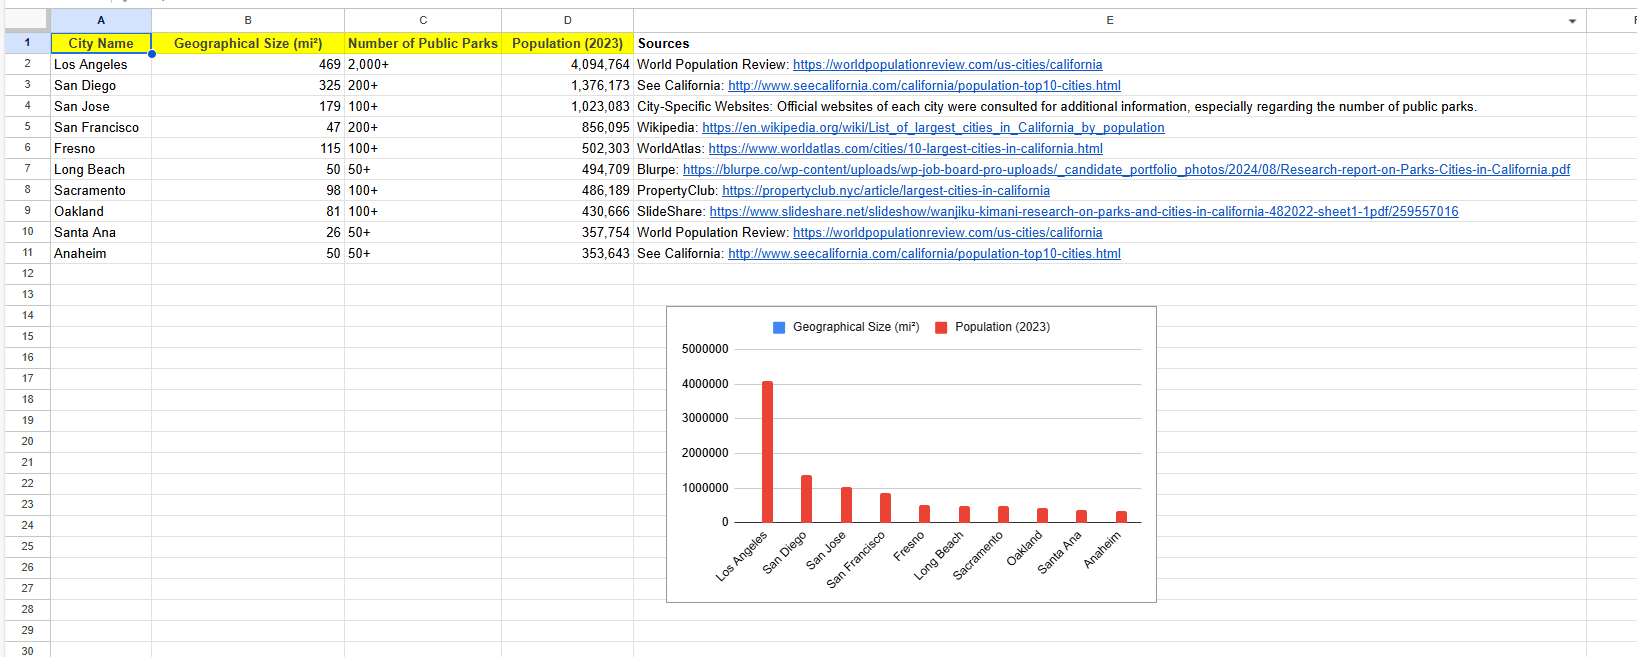 A B C D E
1 City Name Geographical Size (mi²) Number of Public Parks Population (2023) Sources
2 Los Angeles 469 2,000+ 4,094,764 World Population Review: https://worldpopulationreview.com/us-cities/california
3 San Diego 325 200+ 1,376,173 See California: http://www.seecalifornia.com/california/population-top10-cities.html
4 San Jose 179 100+ 1,023,083 City-Specific Websites: Official websites of each city were consulted for additional information, especially regarding the number of public parks.
5 San Francisco 47 200+ 856,095 Wikipedia: https://en.wikipedia.org/wiki/List_of_largest_cities_in_California_by_population
6 Fresno 115 100+ 502,303 WorldAtlas: https://www.worldatlas.com/cities/10-largest-cities-in-california.html
7 Long Beach 50 50+ 494,709 Blurpe: https://blurpe.co/wp-content/uploads/wp-job-board-pro-uploads/_candidate_portfolio_photos/2024/08/Research-report-on-Parks-Cities-in-California.pdf
8 Sacramento 98 100+ 486,189 PropertyClub: https://propertyclub.nyc/article/largest-cities-in-california
9 Oakland 81 100+ 430,666 SlideShare: https://www.slideshare.net/slideshow/wanjiku-kimani-research-on-parks-and-cities-in-california-482022-sheet1-1pdf/259557016
10 Santa Ana 26 50+ 357,754 World Population Review: https://worldpopulationreview.com/us-cities/california
11 Anaheim 50 50+ 353,643 See California: http://www.seecalifornia.com/california/population-top10-cities.html
12
13
14
15
16
17
18
19
20
21
22
23
24
25
26
27
28
29
30
Geographical Size (mi²) Population (2023)
5000000
4000000
3000000
2000000
1000000
0
Los Angeles
San Diego
San Jose
San Francisco
Fresno
Long Beach
Sacramento
Oakland
Santa Ana
Anaheim